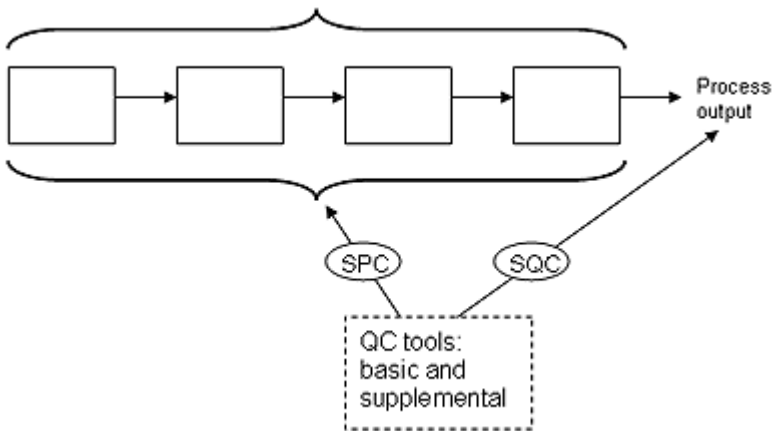 Process
output
SPC
SQC
QC tools:
basic and
supplemental